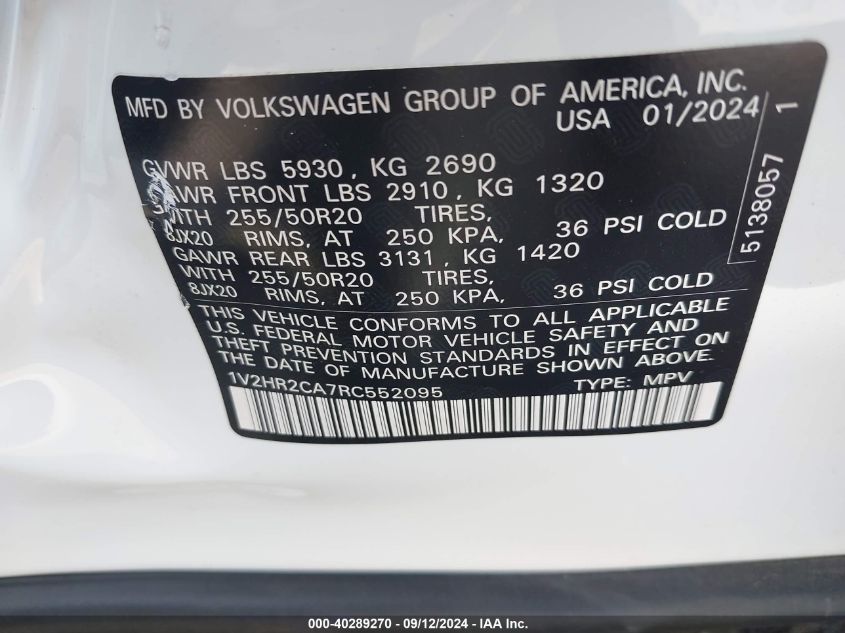 MFD BY VOLKSWAGEN GROUP OF AMERICA, INC.
USA 01/2024
GVWR LBS 5930, KG 2690
GAWR FRONT LBS 2910, KG 1320
WITH 255/50R20 TIRES,
8JX20 RIMS, AT 250 KPA, 36 PSI COLD
GAWR REAR LBS 3131, KG 1420
WITH 255/50R20 TIRES,
8JX20 RIMS, AT 250 KPA, 36 PSI COLD
THIS VEHICLE CONFORMS TO ALL APPLICABLE
U.S. FEDERAL MOTOR VEHICLE SAFETY AND
THEFT PREVENTION STANDARDS IN EFFECT ON
THE DATE OF MANUFACTURE SHOWN ABOVE.
1V2HR2CA7RC552095 TYPE: MPV
5138057 1
000-40289270 - 09/12/2024 - IAA Inc.